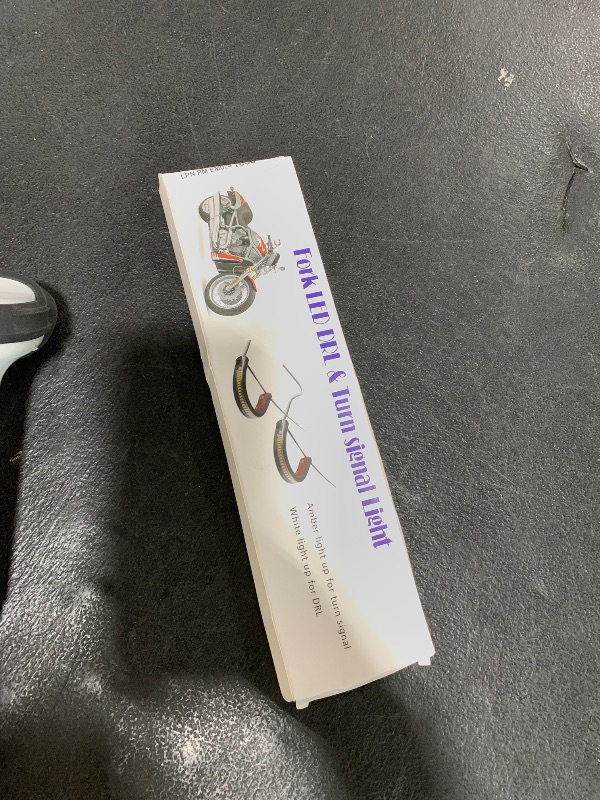 Fork LED DRL & Turn signal Light
Amber light up for turn signal
White light up for DRL